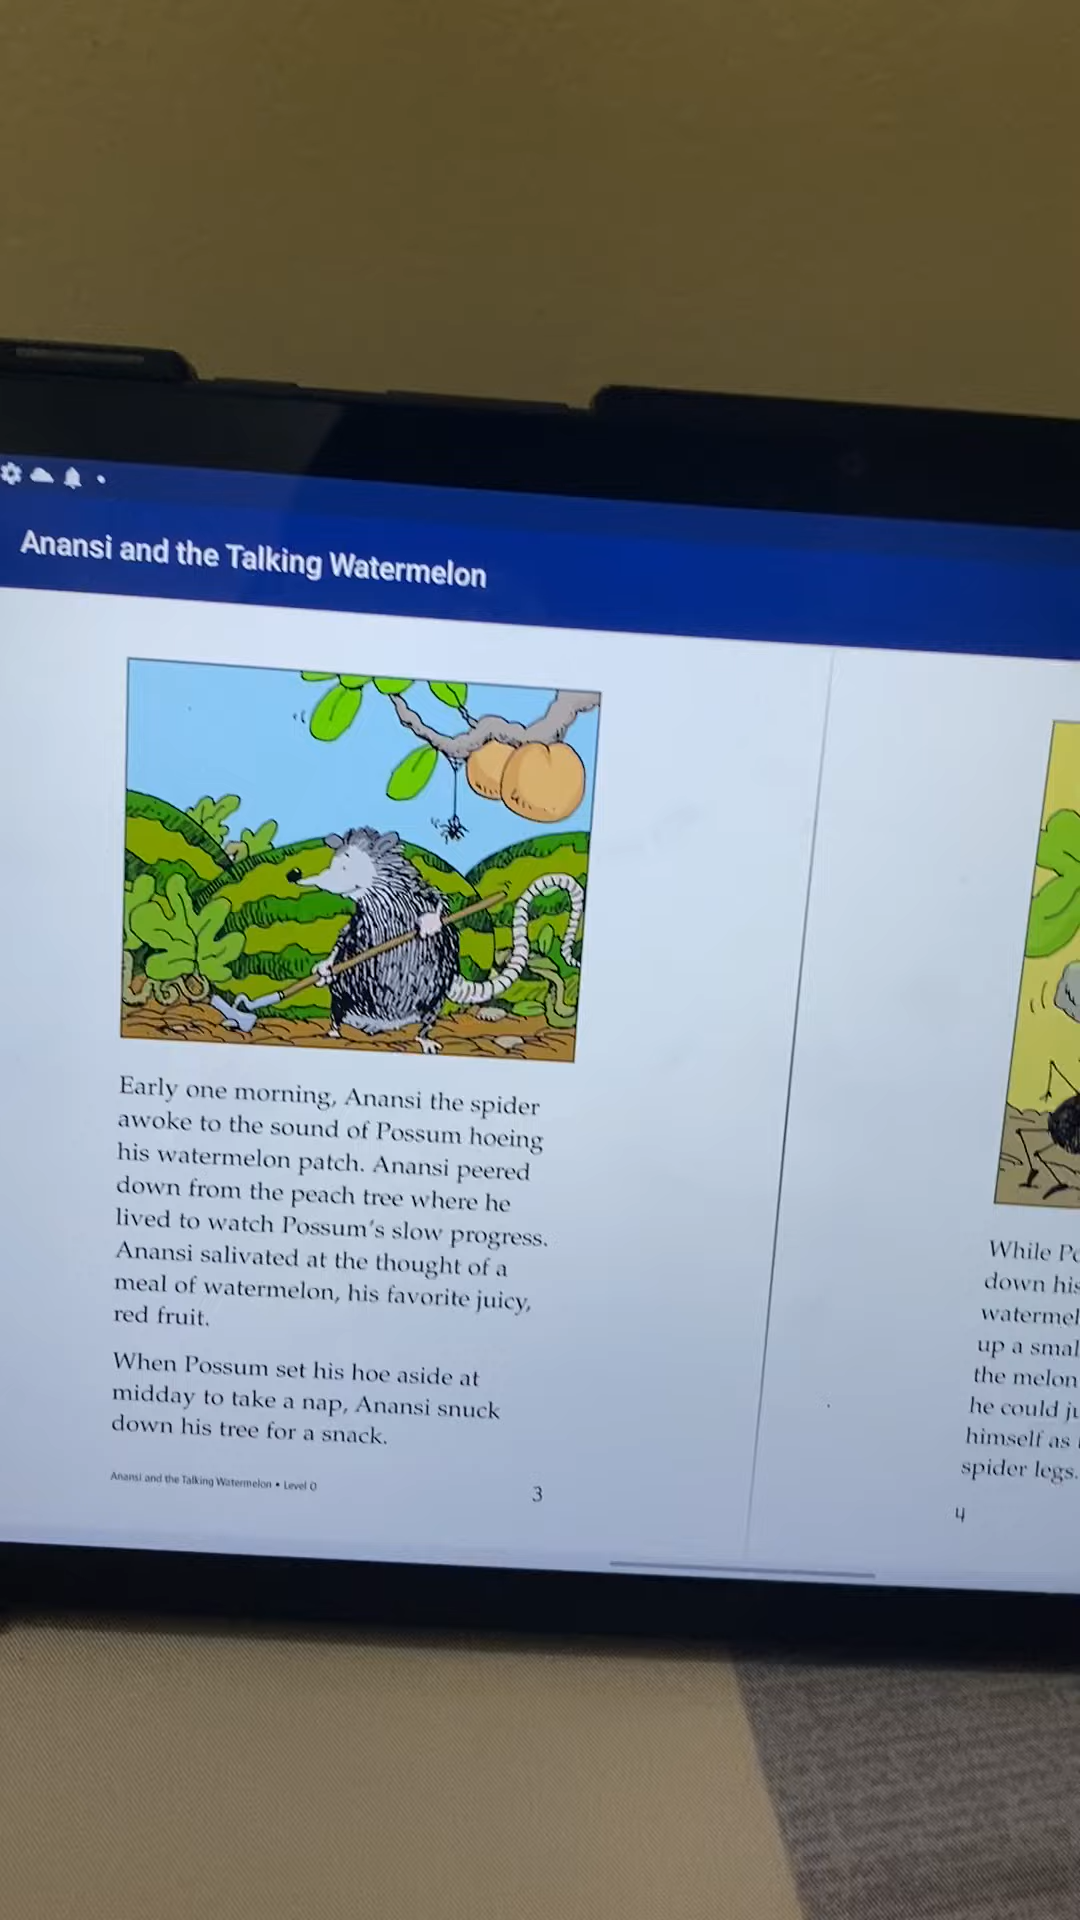 Anansi and the Talking Watermelon
Early one morning, Anansi the spider
awoke to the sound of Possum hoeing
his watermelon patch. Anansi peered
down from the peach tree where he
lived to watch Possum's slow progress.
Anansi salivated at the thought of a
meal of watermelon, his favorite juicy,
red fruit.
When Possum set his hoe aside at
midday to take a nap, Anansi snuck
down his tree for a snack.
Anansi and the Talking Watermelon • Level O
3
While
down his
up a
the melon
he could
himself as
spider legs.
4